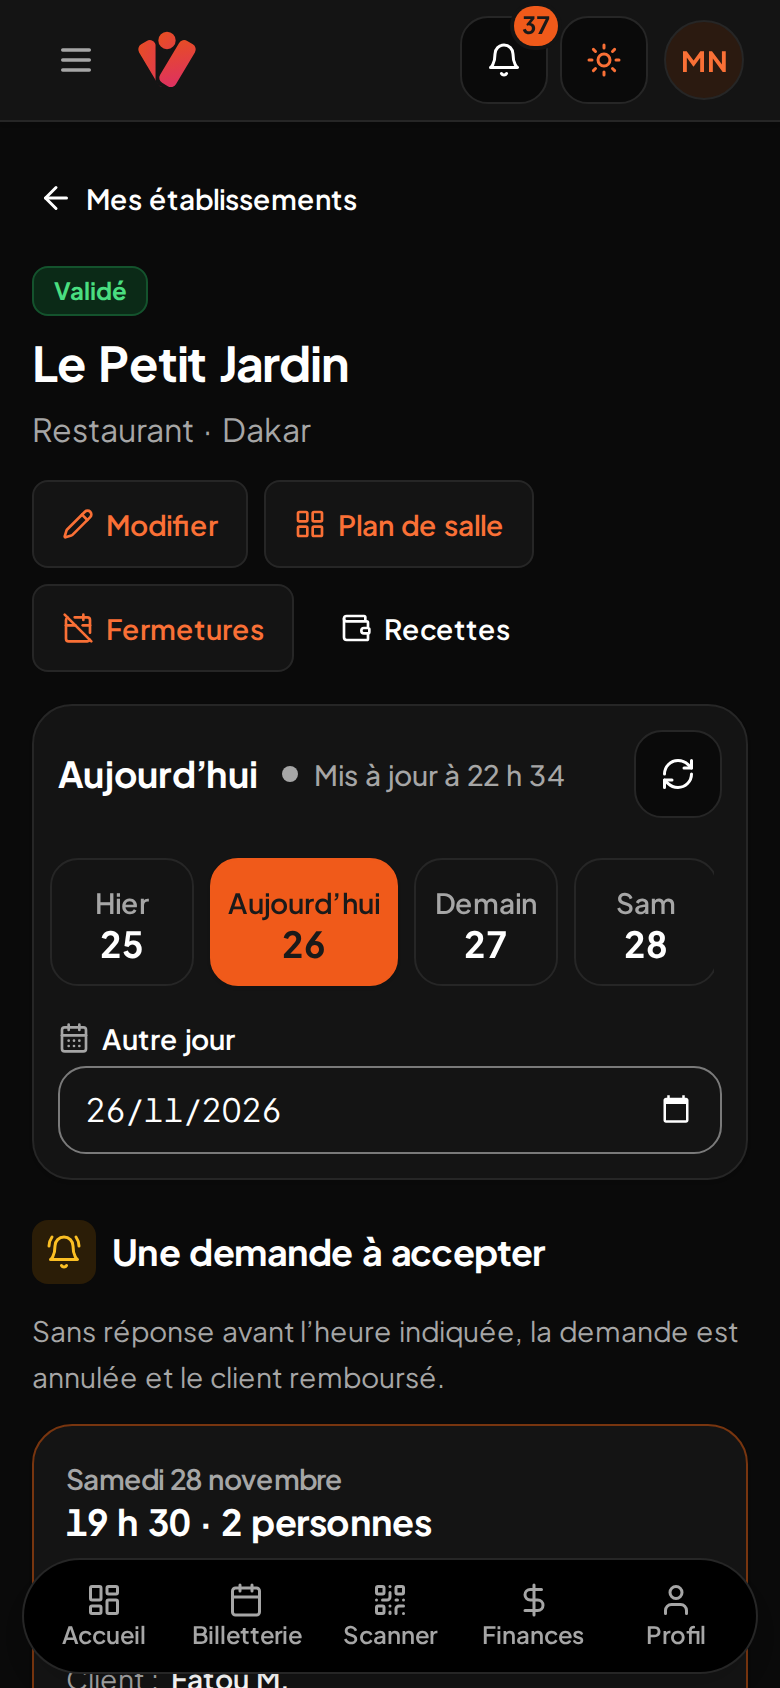 37
MN
Mes établissements
Validé
Le Petit Jardin
Restaurant · Dakar
Modifier
Plan de salle
Fermetures
Recettes
Aujourd’hui
Mis à jour à 22 h 34
Hier
25
Aujourd’hui
26
Demain
27
Sam
28
Autre jour
26/11/2026
Une demande à accepter
Sans réponse avant l’heure indiquée, la demande est
annulée et le client remboursé.
Samedi 28 novembre
19 h 30 · 2 personnes
Accueil
Billetterie
Scanner
Finances
Profil
Client : Fatou M.